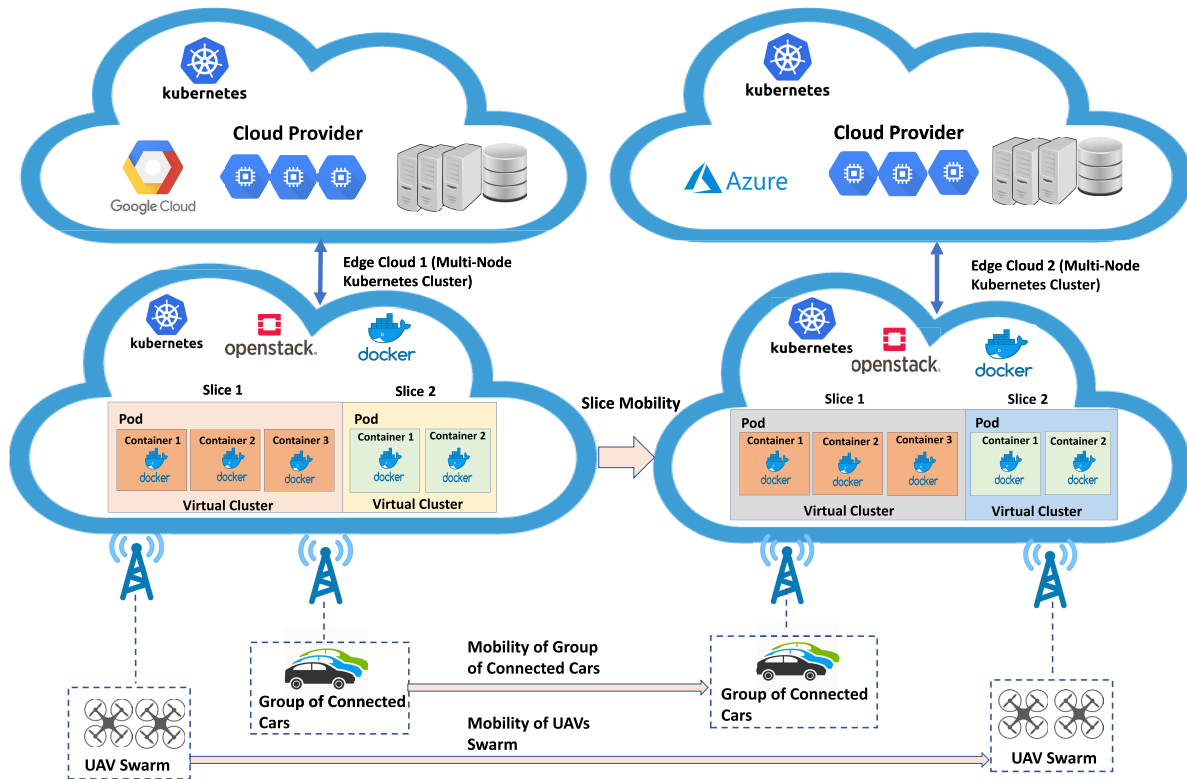 kubernetes
Cloud Provider
Google Cloud
kubernetes
Cloud Provider
Azure
Edge Cloud 1 (Multi-Node
Kubernetes Cluster)
Edge Cloud 2 (Multi-Node
Kubernetes Cluster)
kubernetes
openstack.
docker
Slice 1
Slice 2
Pod
Container 1
docker
Container 2
docker
Container 3
docker
Virtual Cluster
Pod
Container 1
docker
Container 2
docker
Virtual Cluster
Slice Mobility
kubernetes
openstack.
docker
Slice 1
Slice 2
Pod
Container 1
docker
Container 2
docker
Container 3
docker
Virtual Cluster
Pod
Container 1
docker
Container 2
docker
Virtual Cluster
Group of Connected
Cars
Mobility of Group
of Connected Cars
Group of Connected
Cars
UAV Swarm
Mobility of UAVs
Swarm
UAV Swarm